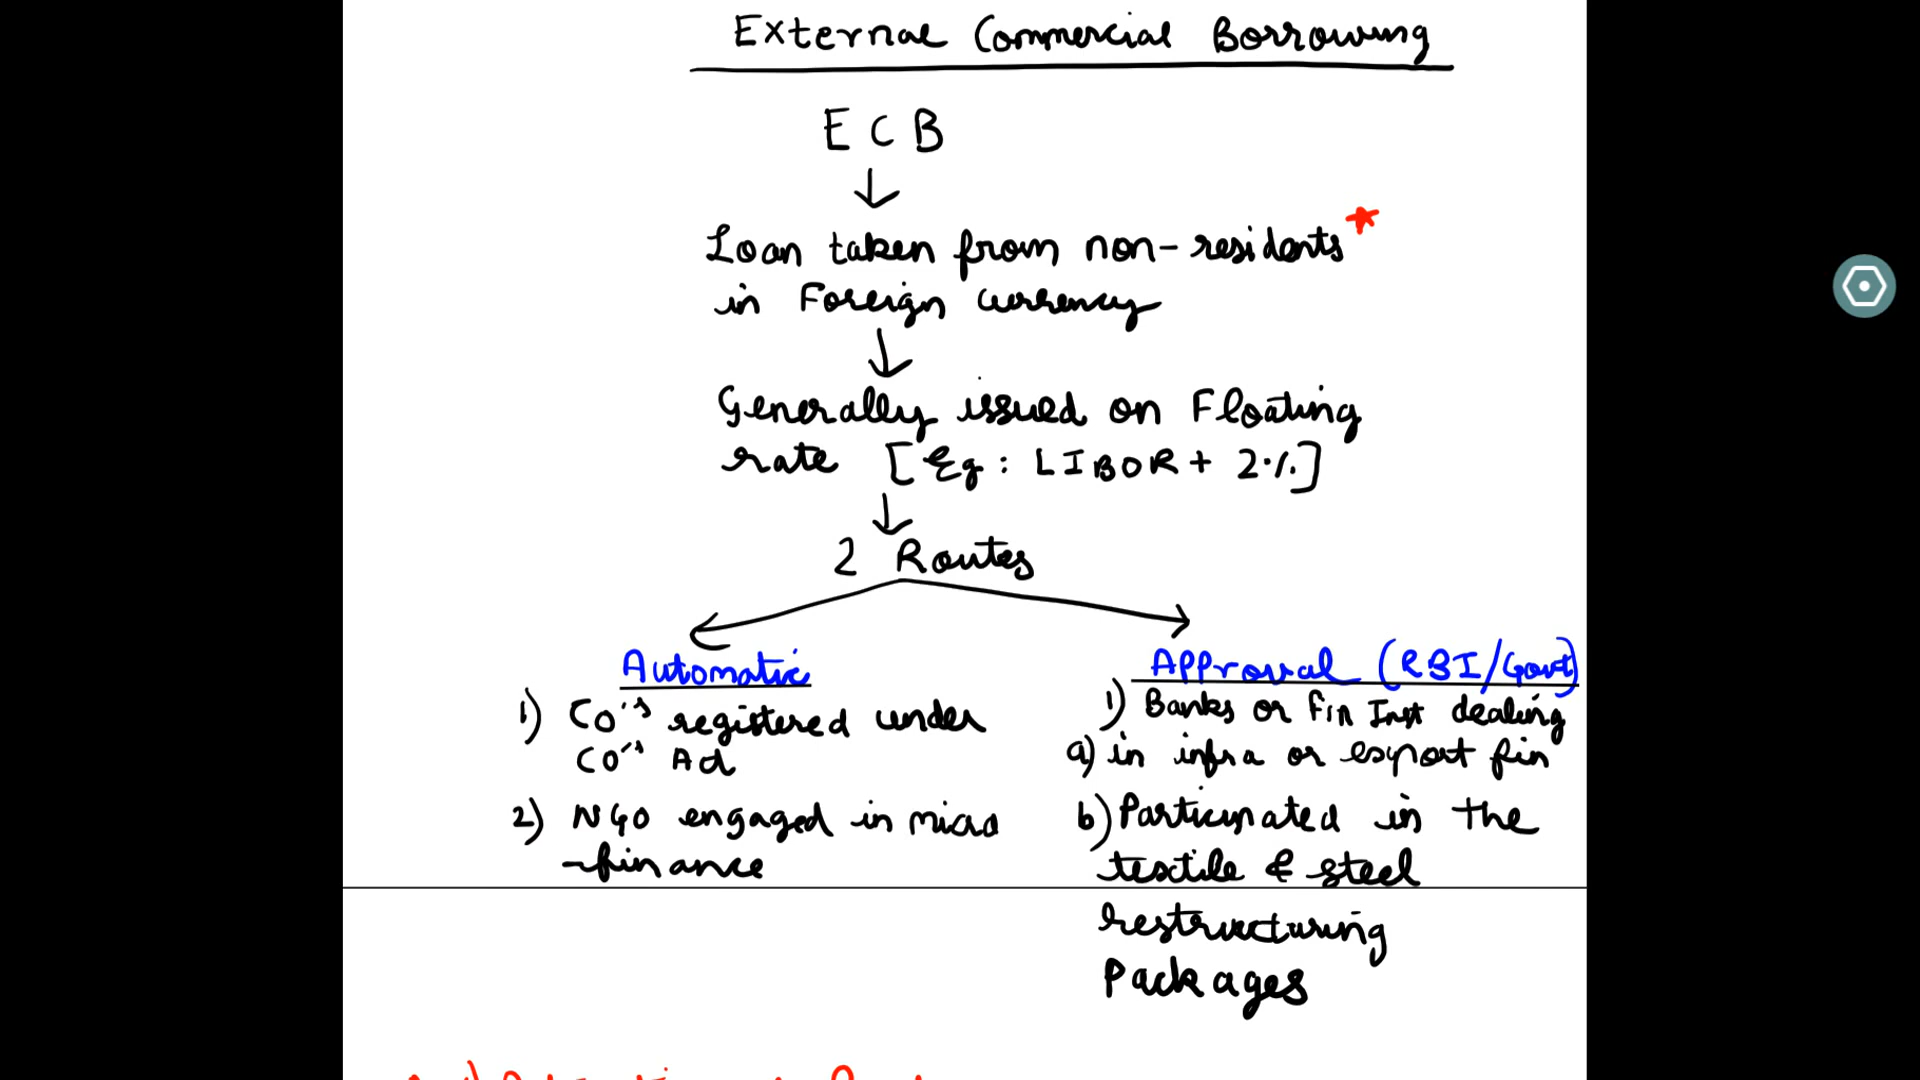 External Commercial Borrowing
E C B
Loan taken from non-residents*
in Foreign currency
Generally issued on Floating
rate [Eg: LIBOR + 2%]
2 Routes
Automatic
1) Co's registered under
Co's Act
2) NGO engaged in micro
-finance
Approval (RBI/Govt)
1) Banks or Fin Inst dealing
a) in infra or export fin
b) Participated in the
textile & steel
restructuring
Packages